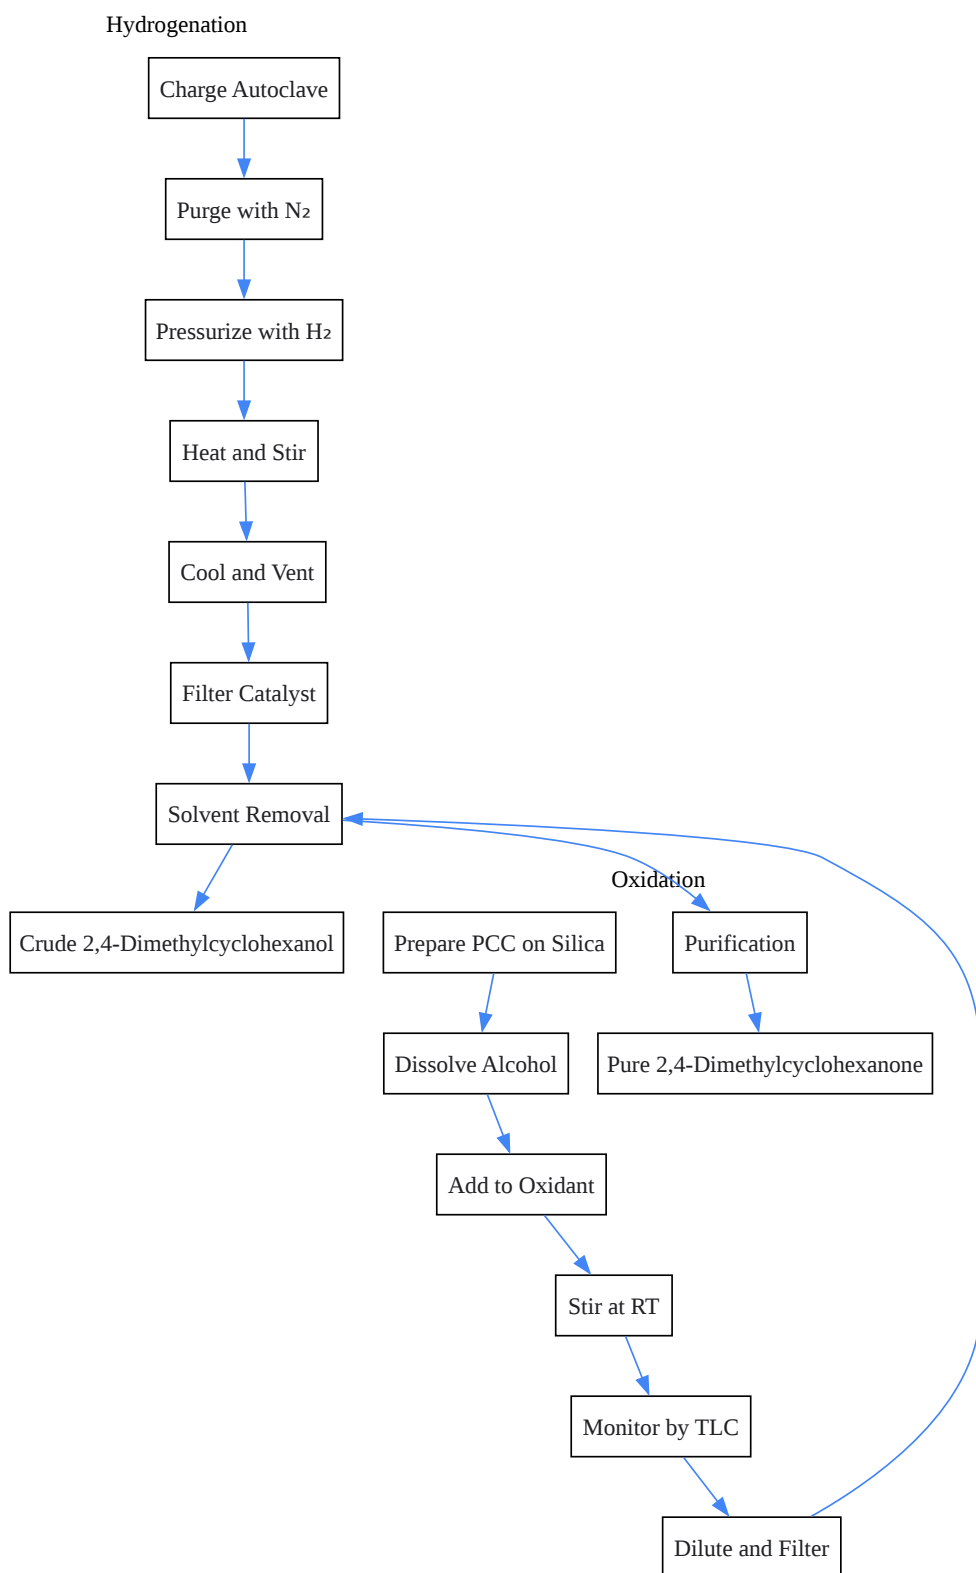 Hydrogenation
Charge Autoclave
Purge with N₂
Pressurize with H₂
Heat and Stir
Cool and Vent
Filter Catalyst
Solvent Removal
Oxidation
Crude 2,4-Dimethylcyclohexanol
Prepare PCC on Silica
Purification
Dissolve Alcohol
Pure 2,4-Dimethylcyclohexanone
Add to Oxidant
Stir at RT
Monitor by TLC
Dilute and Filter